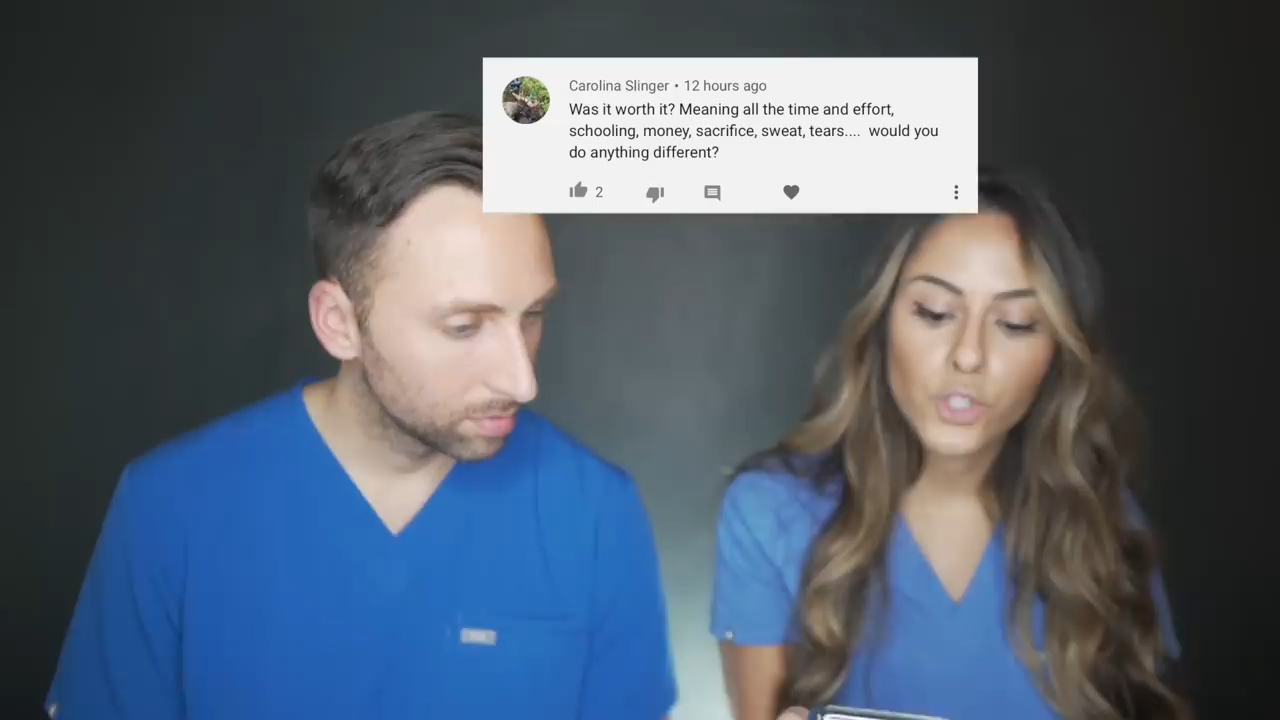 Carolina Slinger • 12 hours ago
Was it worth it? Meaning all the time and effort,
schooling, money, sacrifice, sweat, tears.... would you
do anything different?
2